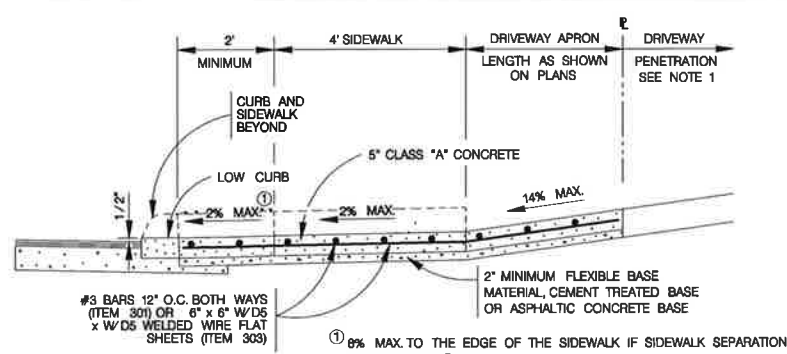 2'
MINIMUM
4' SIDEWALK
DRIVEWAY APRON
LENGTH AS SHOWN
ON PLANS
PL
DRIVEWAY
PENETRATION
SEE NOTE 1
CURB AND
SIDEWALK
BEYOND
5" CLASS "A" CONCRETE
LOW CURB
1/2"
2% MAX.
1
2% MAX.
14% MAX.
#3 BARS 12" O.C. BOTH WAYS
(ITEM 301) OR 6" x 6" W/D5
x W/D5 WELDED WIRE FLAT
SHEETS (ITEM 303)
2" MINIMUM FLEXIBLE BASE
MATERIAL, CEMENT TREATED BASE
OR ASPHALTIC CONCRETE BASE
① 8% MAX. TO THE EDGE OF THE SIDEWALK IF SIDEWALK SEPARATION